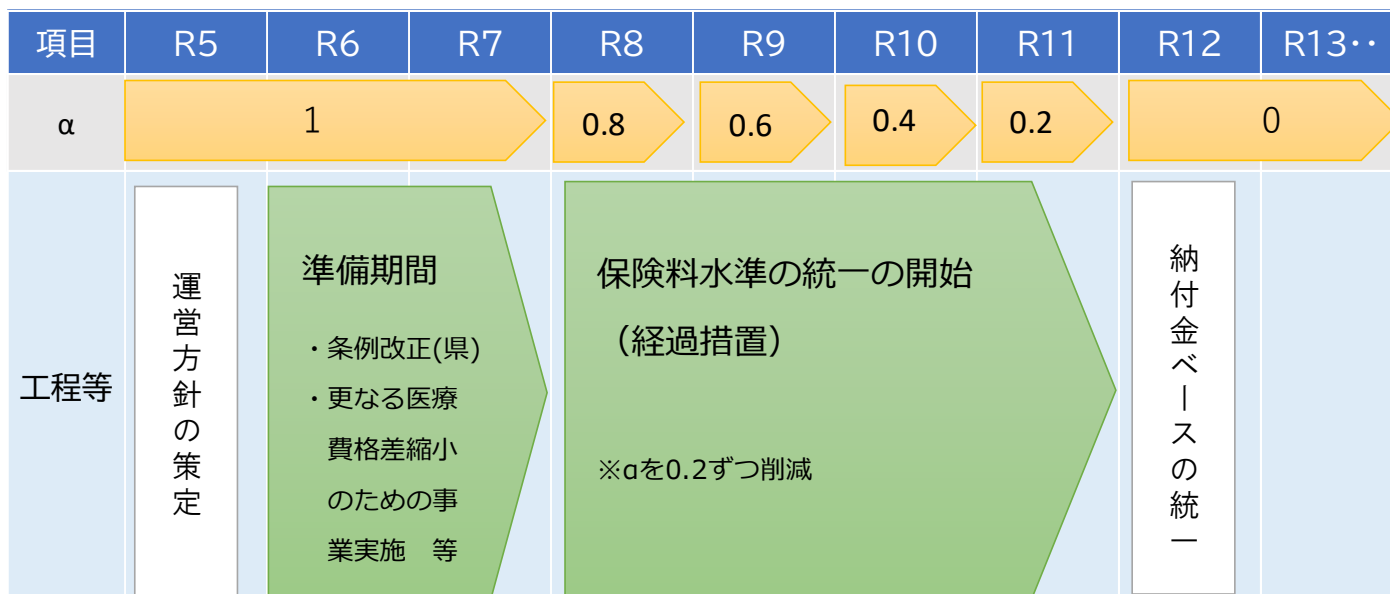 項目 R5 R6 R7 R8 R9 R10 R11 R12 R13‥
α 1 0.8 0.6 0.4 0.2 0
工程等
運営方針の策定
準備期間
・条例改正(県)
・更なる医療
費格差縮小
のための事
業実施　等
保険料水準の統一の開始
（経過措置）
※αを0.2ずつ削減
納付金ベースの統一